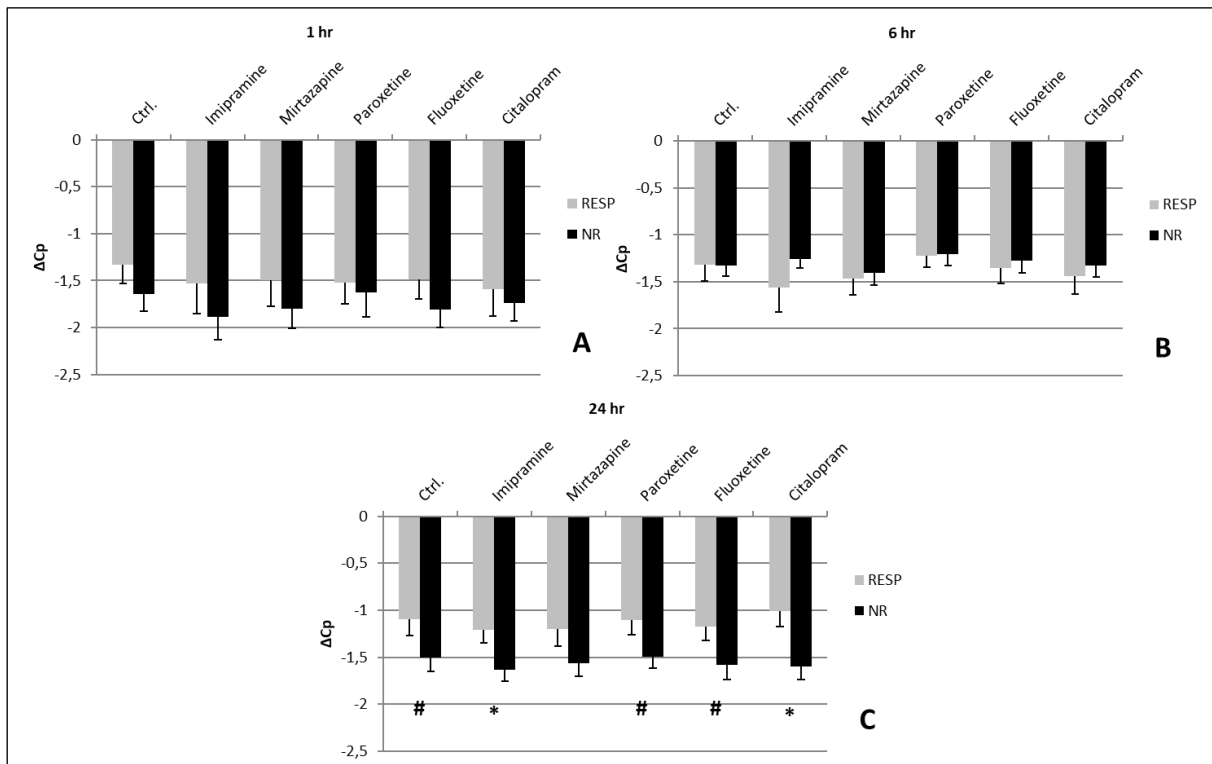 1 hr
Ctrl.
Imipramine
Mirtazapine
Paroxetine
Fluoxetine
Citalopram
0
-0,5
-1
-1,5
-2
-2,5
ΔCp
RESP
NR
A
6 hr
Ctrl.
Imipramine
Mirtazapine
Paroxetine
Fluoxetine
Citalopram
0
-0,5
-1
-1,5
-2
-2,5
ΔCp
RESP
NR
B
24 hr
Ctrl.
Imipramine
Mirtazapine
Paroxetine
Fluoxetine
Citalopram
0
-0,5
-1
-1,5
-2
-2,5
ΔCp
RESP
NR
# * # # *
C